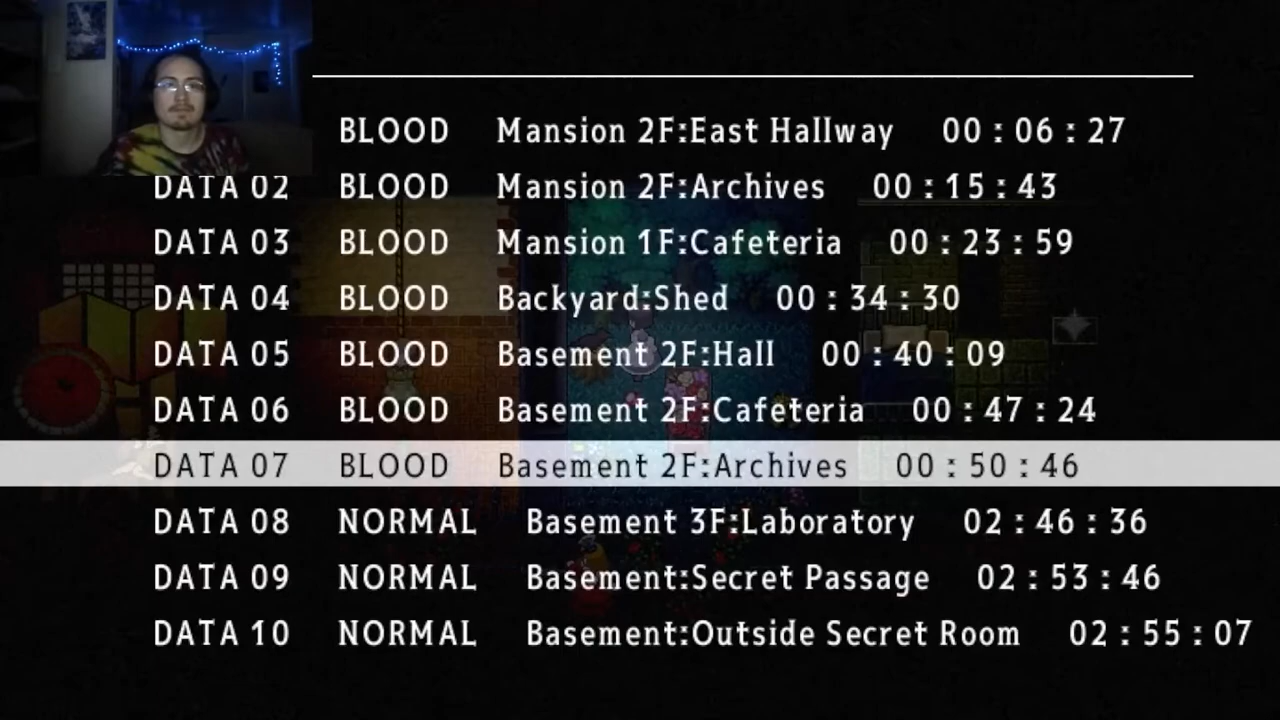 BLOOD Mansion 2F:East Hallway 00:06:27
DATA 02 BLOOD Mansion 2F:Archives 00:15:43
DATA 03 BLOOD Mansion 1F:Cafeteria 00:23:59
DATA 04 BLOOD Backyard:Shed 00:34:30
DATA 05 BLOOD Basement 2F:Hall 00:40:09
DATA 06 BLOOD Basement 2F:Cafeteria 00:47:24
DATA 07 BLOOD Basement 2F:Archives 00:50:46
DATA 08 NORMAL Basement 3F:Laboratory 02:46:36
DATA 09 NORMAL Basement:Secret Passage 02:53:46
DATA 10 NORMAL Basement:Outside Secret Room 02:55:07